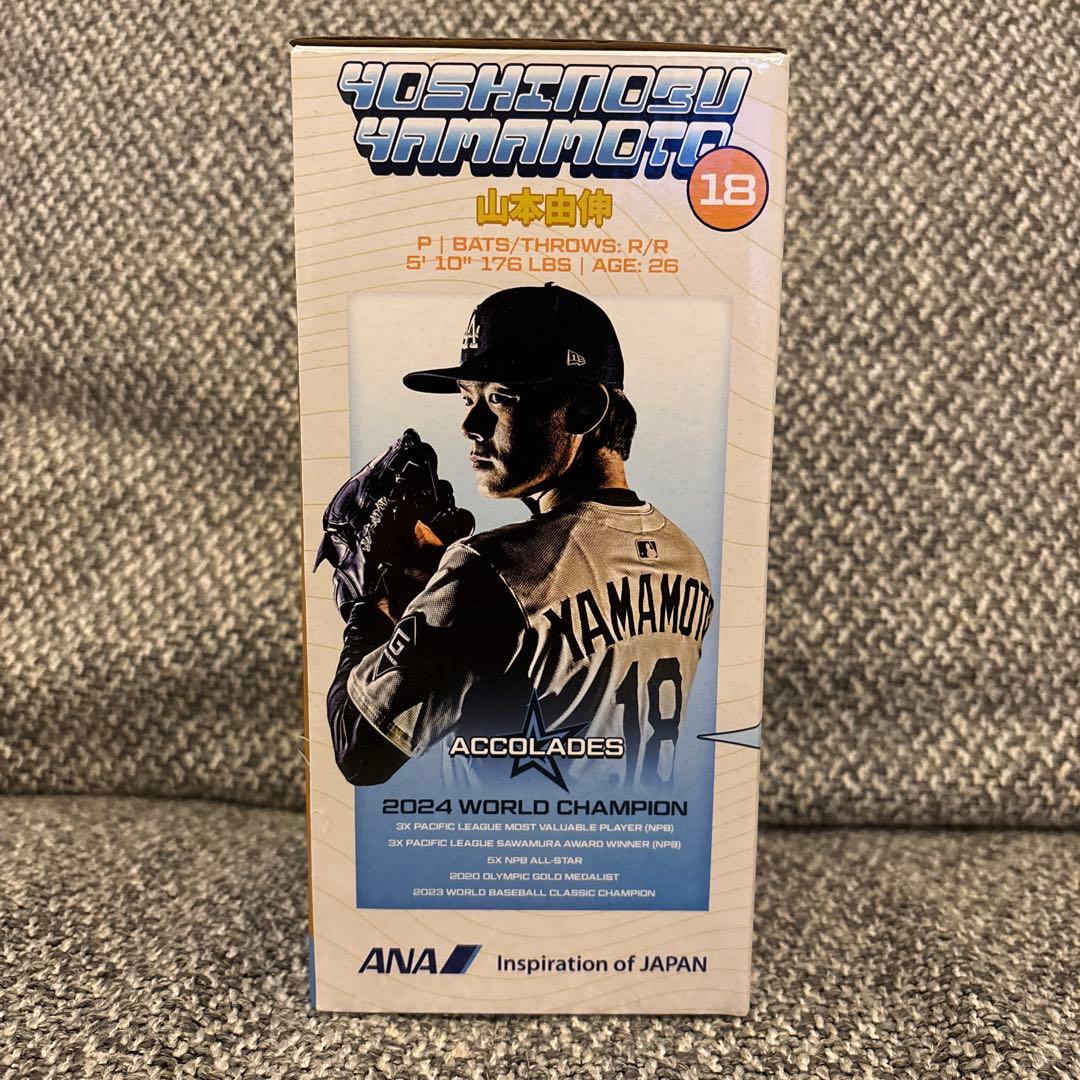 YOSHINOBU
YAMAMOTO
18
山本由伸
P | BATS/THROWS: R/R
5' 10" 176 LBS | AGE: 26
LA
YAMAMOTO
18
G
ACCOLADES
2024 WORLD CHAMPION
3X PACIFIC LEAGUE MOST VALUABLE PLAYER (NPB)
3X PACIFIC LEAGUE SAWAMURA AWARD WINNER (NPB)
5X NPB ALL-STAR
2020 OLYMPIC GOLD MEDALIST
2023 WORLD BASEBALL CLASSIC CHAMPION
ANA Inspiration of JAPAN